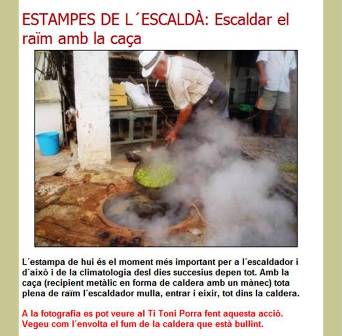 ESTAMPES DE L´ESCALDÀ: Escaldar el
raïm amb la caça
L´estampa de hui és el moment més important per a l´escaldador i
d´això i de la climatologia desl dies succesius depen tot. Amb la
caça (recipient metàlic en forma de caldera amb un mànec) tota
plena de raïm l´escaldador mulla, entrar i eixir, tot dins la caldera.
A la fotografia es pot veure al Ti Toni Porra fent aquesta acció.
Vegeu com l´envolta el fum de la caldera que està bullint.